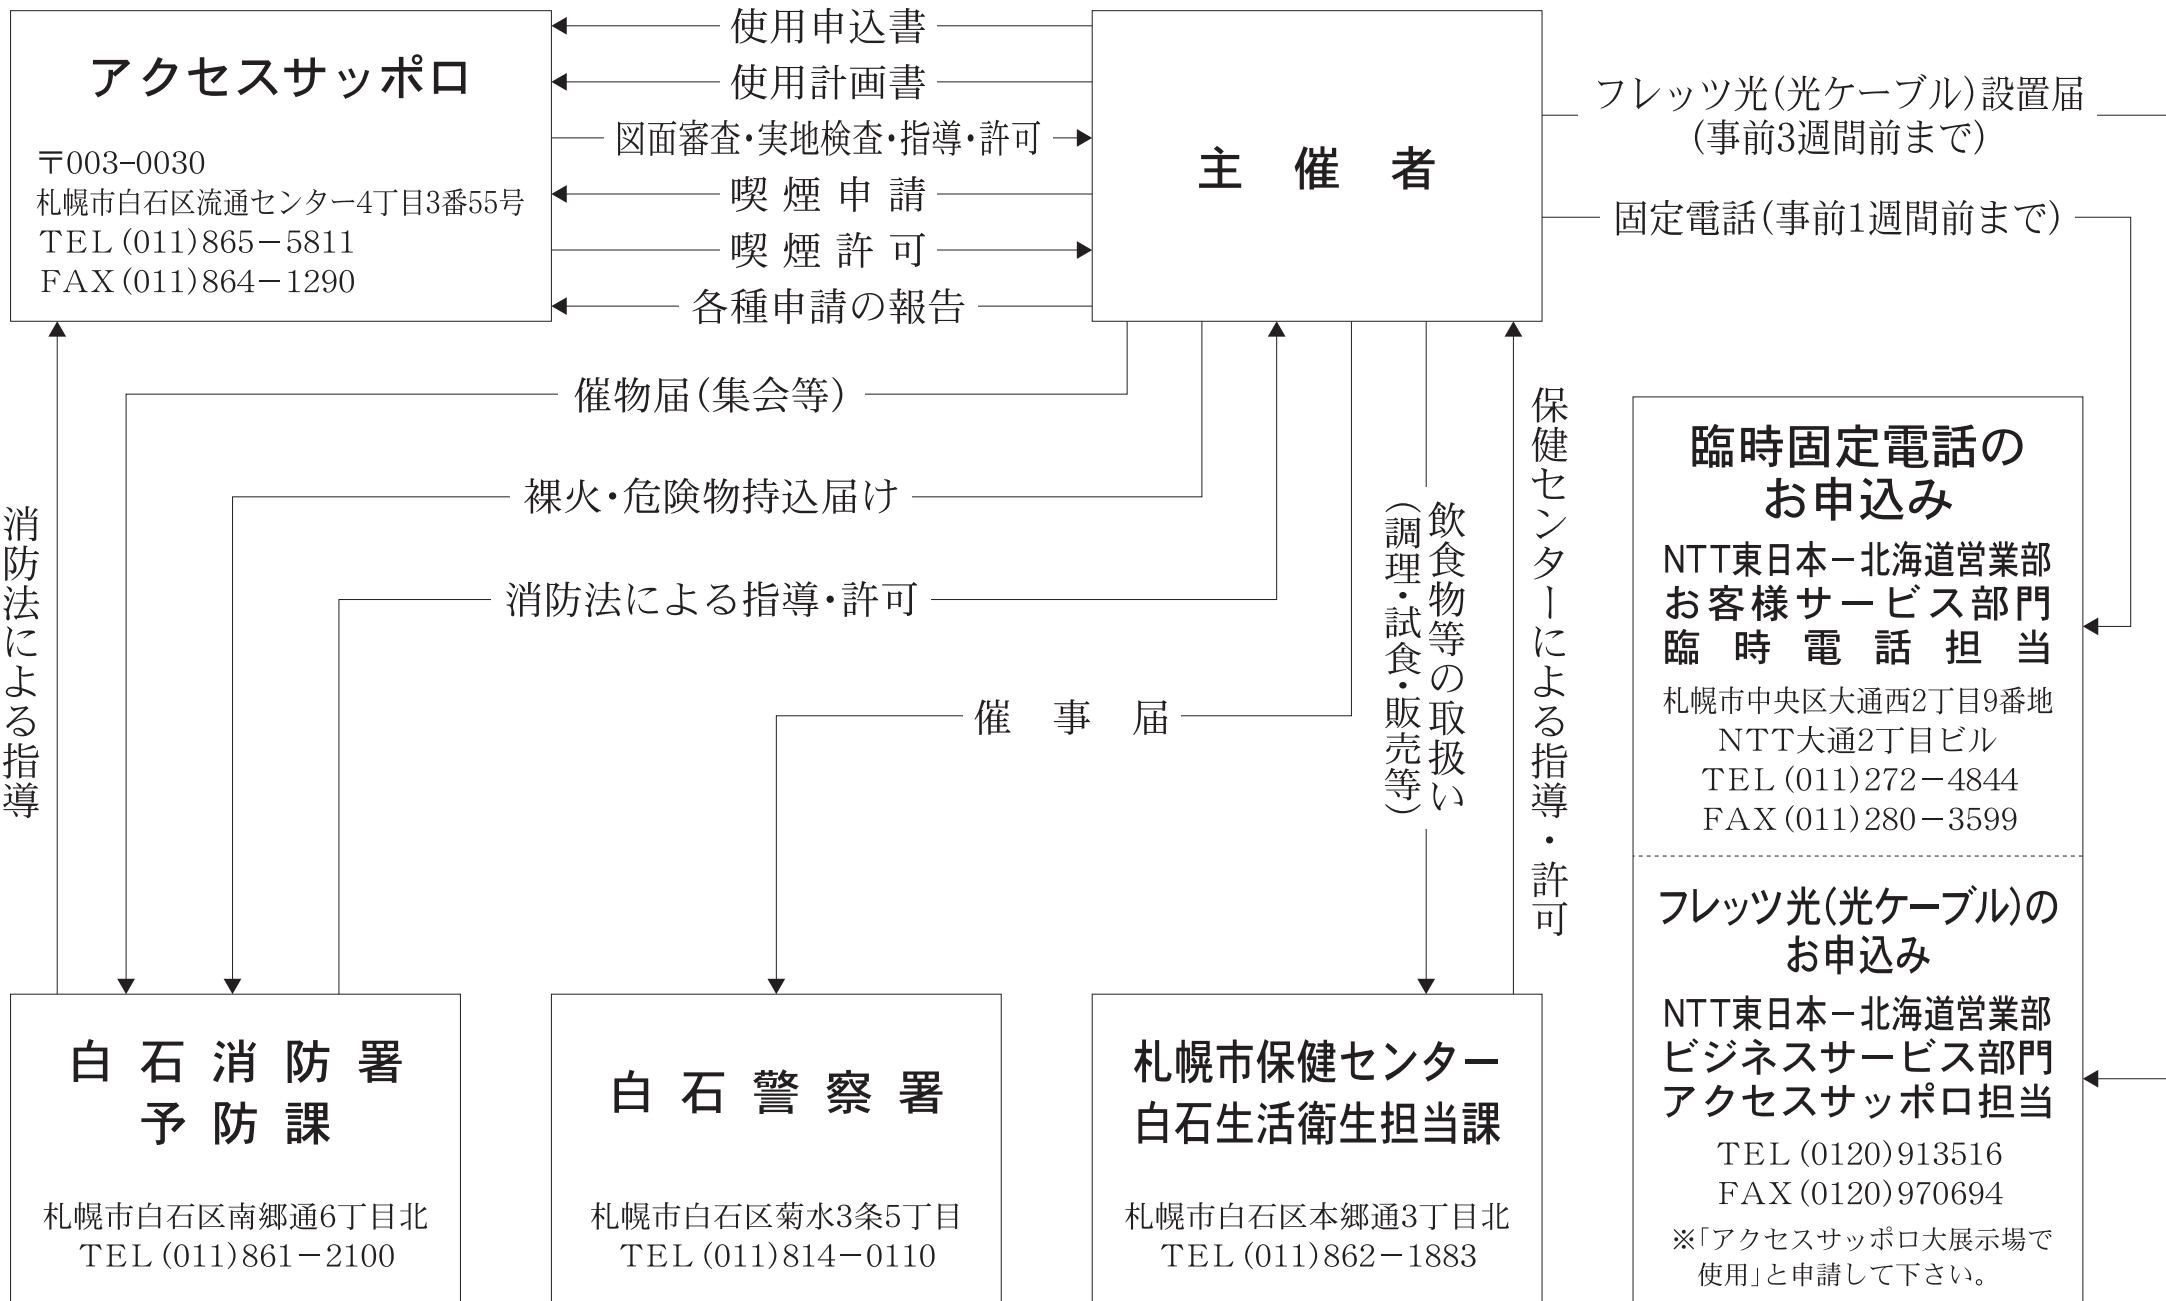 アクセスサッポロ
〒003-0030
札幌市白石区流通センター4丁目3番55号
TEL(011)865-5811
FAX(011)864-1290
使用申込書
使用計画書
図面審査・実地検査・指導・許可
喫煙申請
喫煙許可
各種申請の報告
主催者
フレッツ光(光ケーブル)設置届
(事前3週間前まで)
固定電話(事前1週間前まで)
催物届(集会等)
裸火・危険物持込届け
消防法による指導・許可
催事届
消防法による指導
飲食物等の取扱い
(調理・試食・販売等)
保健センターによる指導・許可
臨時固定電話の
お申込み
NTT東日本-北海道営業部
お客様サービス部門
臨時電話担当
札幌市中央区大通西2丁目9番地
NTT大通2丁目ビル
TEL(011)272-4844
FAX(011)280-3599
フレッツ光(光ケーブル)の
お申込み
NTT東日本-北海道営業部
ビジネスサービス部門
アクセスサッポロ担当
TEL(0120)913516
FAX(0120)970694
※「アクセスサッポロ大展示場で
使用」と申請して下さい。
白石消防署
予防課
札幌市白石区南郷通6丁目北
TEL(011)861-2100
白石警察署
札幌市白石区菊水3条5丁目
TEL(011)814-0110
札幌市保健センター
白石生活衛生担当課
札幌市白石区本郷通3丁目北
TEL(011)862-1883